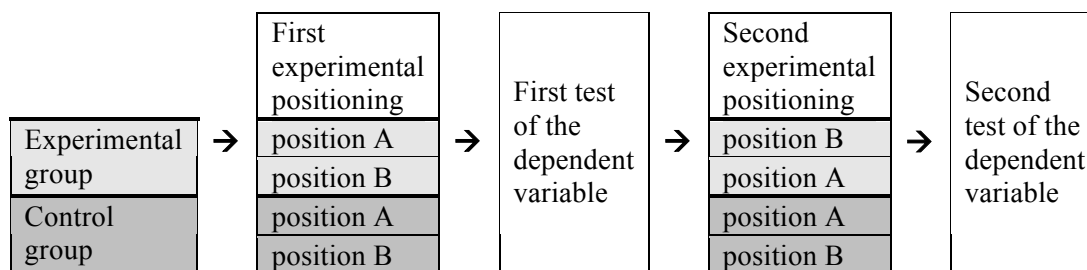 Experimental
group
Control
group
→
First
experimental
positioning
position A
position B
position A
position B
→
First test
of the
dependent
variable
→
Second
experimental
positioning
position B
position A
position A
position B
→
Second
test of the
dependent
variable